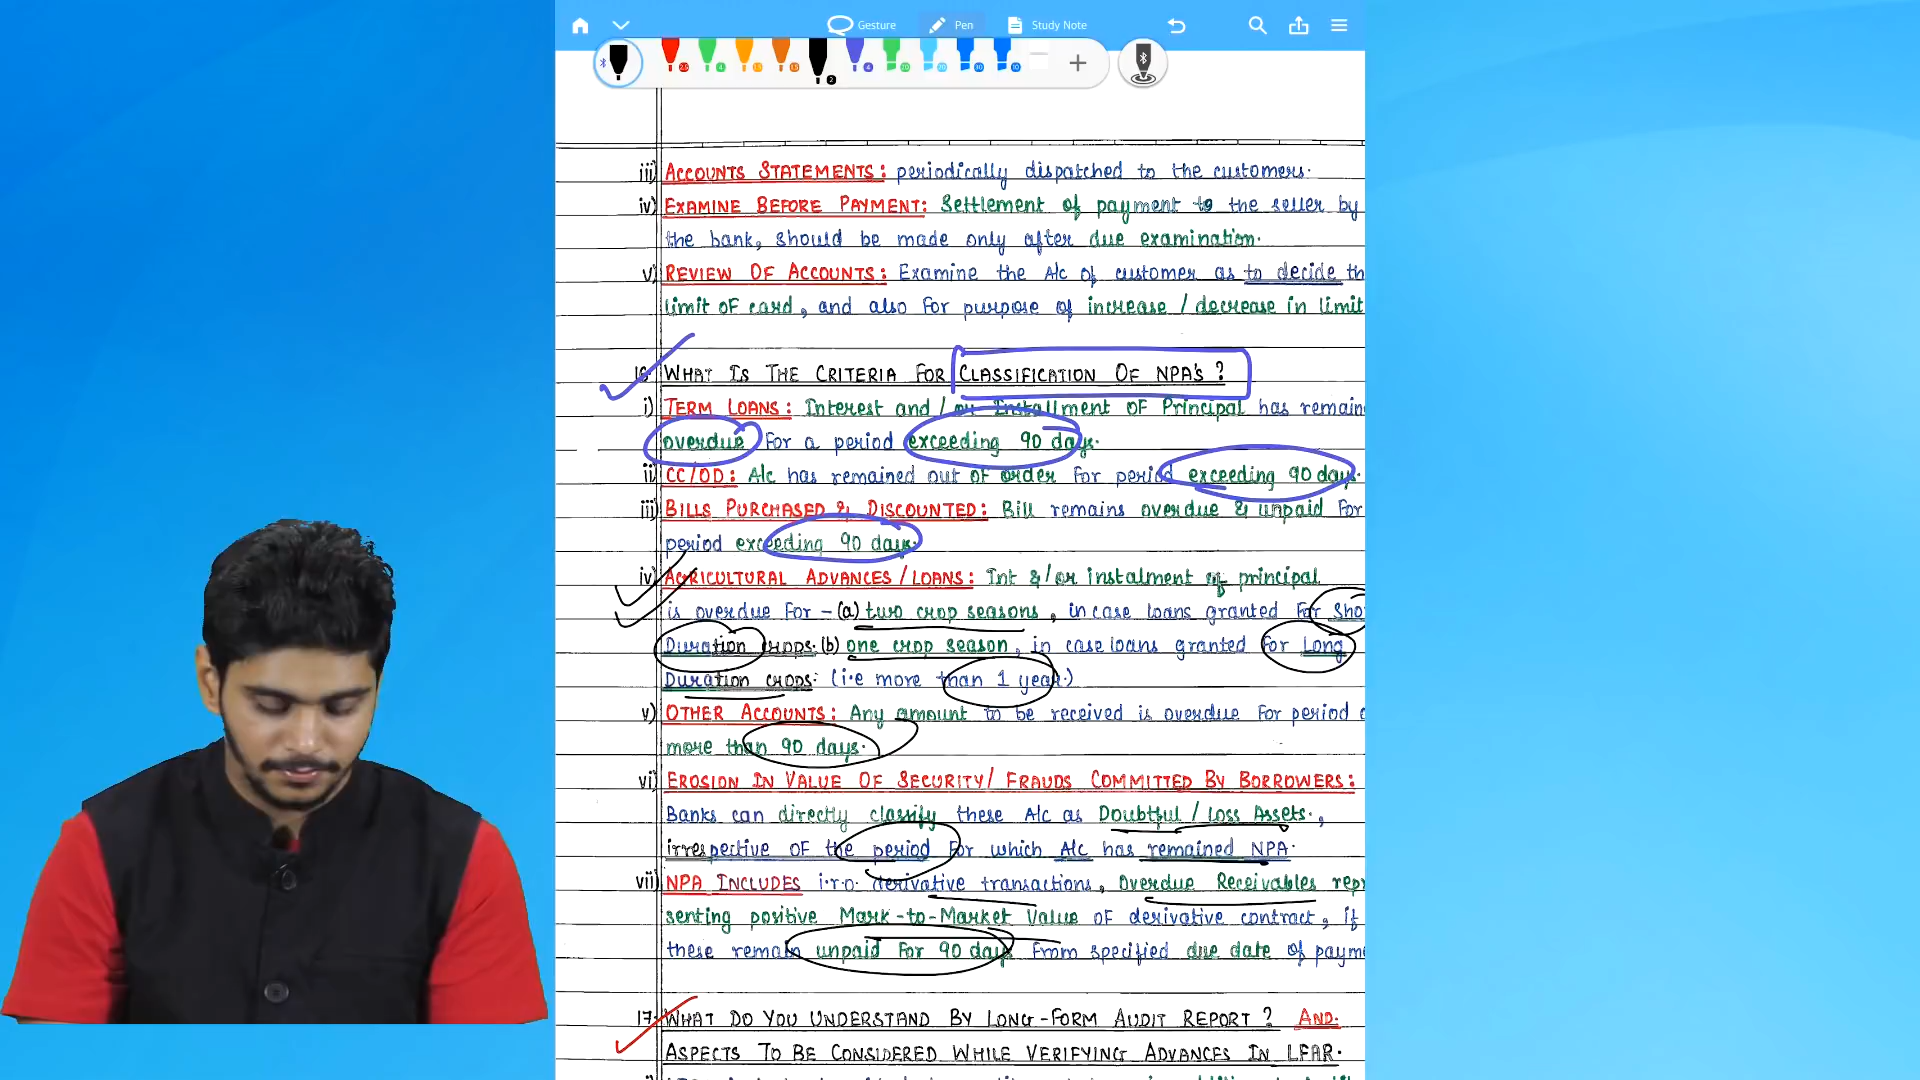 Gesture Pen Study Note
iii) ACCOUNTS STATEMENTS: periodically dispatched to the customers.
iv) EXAMINE BEFORE PAYMENT: Settlement of payment to the seller by
the bank, should be made only after due examination.
v) REVIEW OF ACCOUNTS: Examine the A/c of customer as to decide th
limit of card, and also for purpose of increase / decrease in limit
16. WHAT IS THE CRITERIA FOR CLASSIFICATION OF NPA'S ?
i) TERM LOANS: Interest and / or Installment of Principal has remain
overdue for a period exceeding 90 days.
ii) CC/OD: A/c has remained out of order for period exceeding 90 days.
iii) BILLS PURCHASED & DISCOUNTED: Bill remains overdue & unpaid for
period exceeding 90 days.
iv) AGRICULTURAL ADVANCES/LOANS: Int &/or instalment of principal
is overdue for - (a) two crop seasons, in case loans granted for Sho
Duration crops. (b) one crop season, in case loans granted for Long
Duration crops. (i.e more than 1 year.)
v) OTHER ACCOUNTS: Any amount to be received is overdue for period
more than 90 days.
vi) EROSION IN VALUE OF SECURITY/ FRAUDS COMMITTED BY BORROWERS:
Banks can directly classify these A/c as Doubtful / Loss Assets.,
irrespective of the period for which A/c has remained NPA.
vii) NPA INCLUDES i.r.o. derivative transactions, Overdue Receivables repr
senting positive Mark-to-Market Value of derivative contract, if
these remain unpaid for 90 days from specified due date of paym
17. WHAT DO YOU UNDERSTAND BY LONG-FORM AUDIT REPORT ? AND.
ASPECTS TO BE CONSIDERED WHILE VERIFYING ADVANCES IN LFAR.